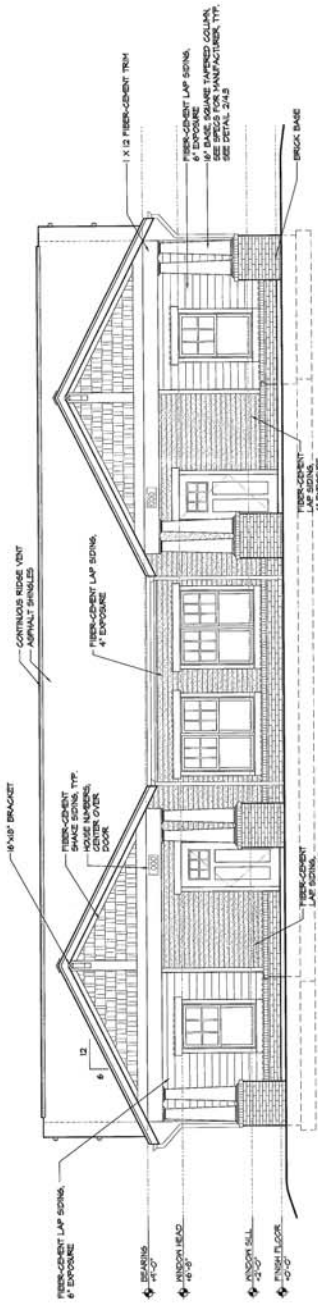 FIBER-CEMENT LAP SIDING,
6" EXPOSURE
16"X18" BRACKET
FIBER-CEMENT
SHAKE SIDING, TYP.
HOUSE NUMBERS,
CENTER OVER
DOOR
CONTINUOUS RIDGE VENT
ASPHALT SHINGLES
FIBER-CEMENT LAP SIDING,
4" EXPOSURE
1 X 12 FIBER-CEMENT TRIM
FIBER-CEMENT LAP SIDING,
6" EXPOSURE
16" BASE, SQUARE TAPERED COLUMN,
SEE SPECS FOR MANUFACTURER, TYP.
SEE DETAIL 2/4.3
BRICK BASE
12
6
000
000
BEARING
WINDOW HEAD
+6'-8"
WINDOW SILL
+2'-0"
FINISH FLOOR
+0'-0"
FIBER-CEMENT
LAP SIDING,
FIBER-CEMENT
LAP SIDING,